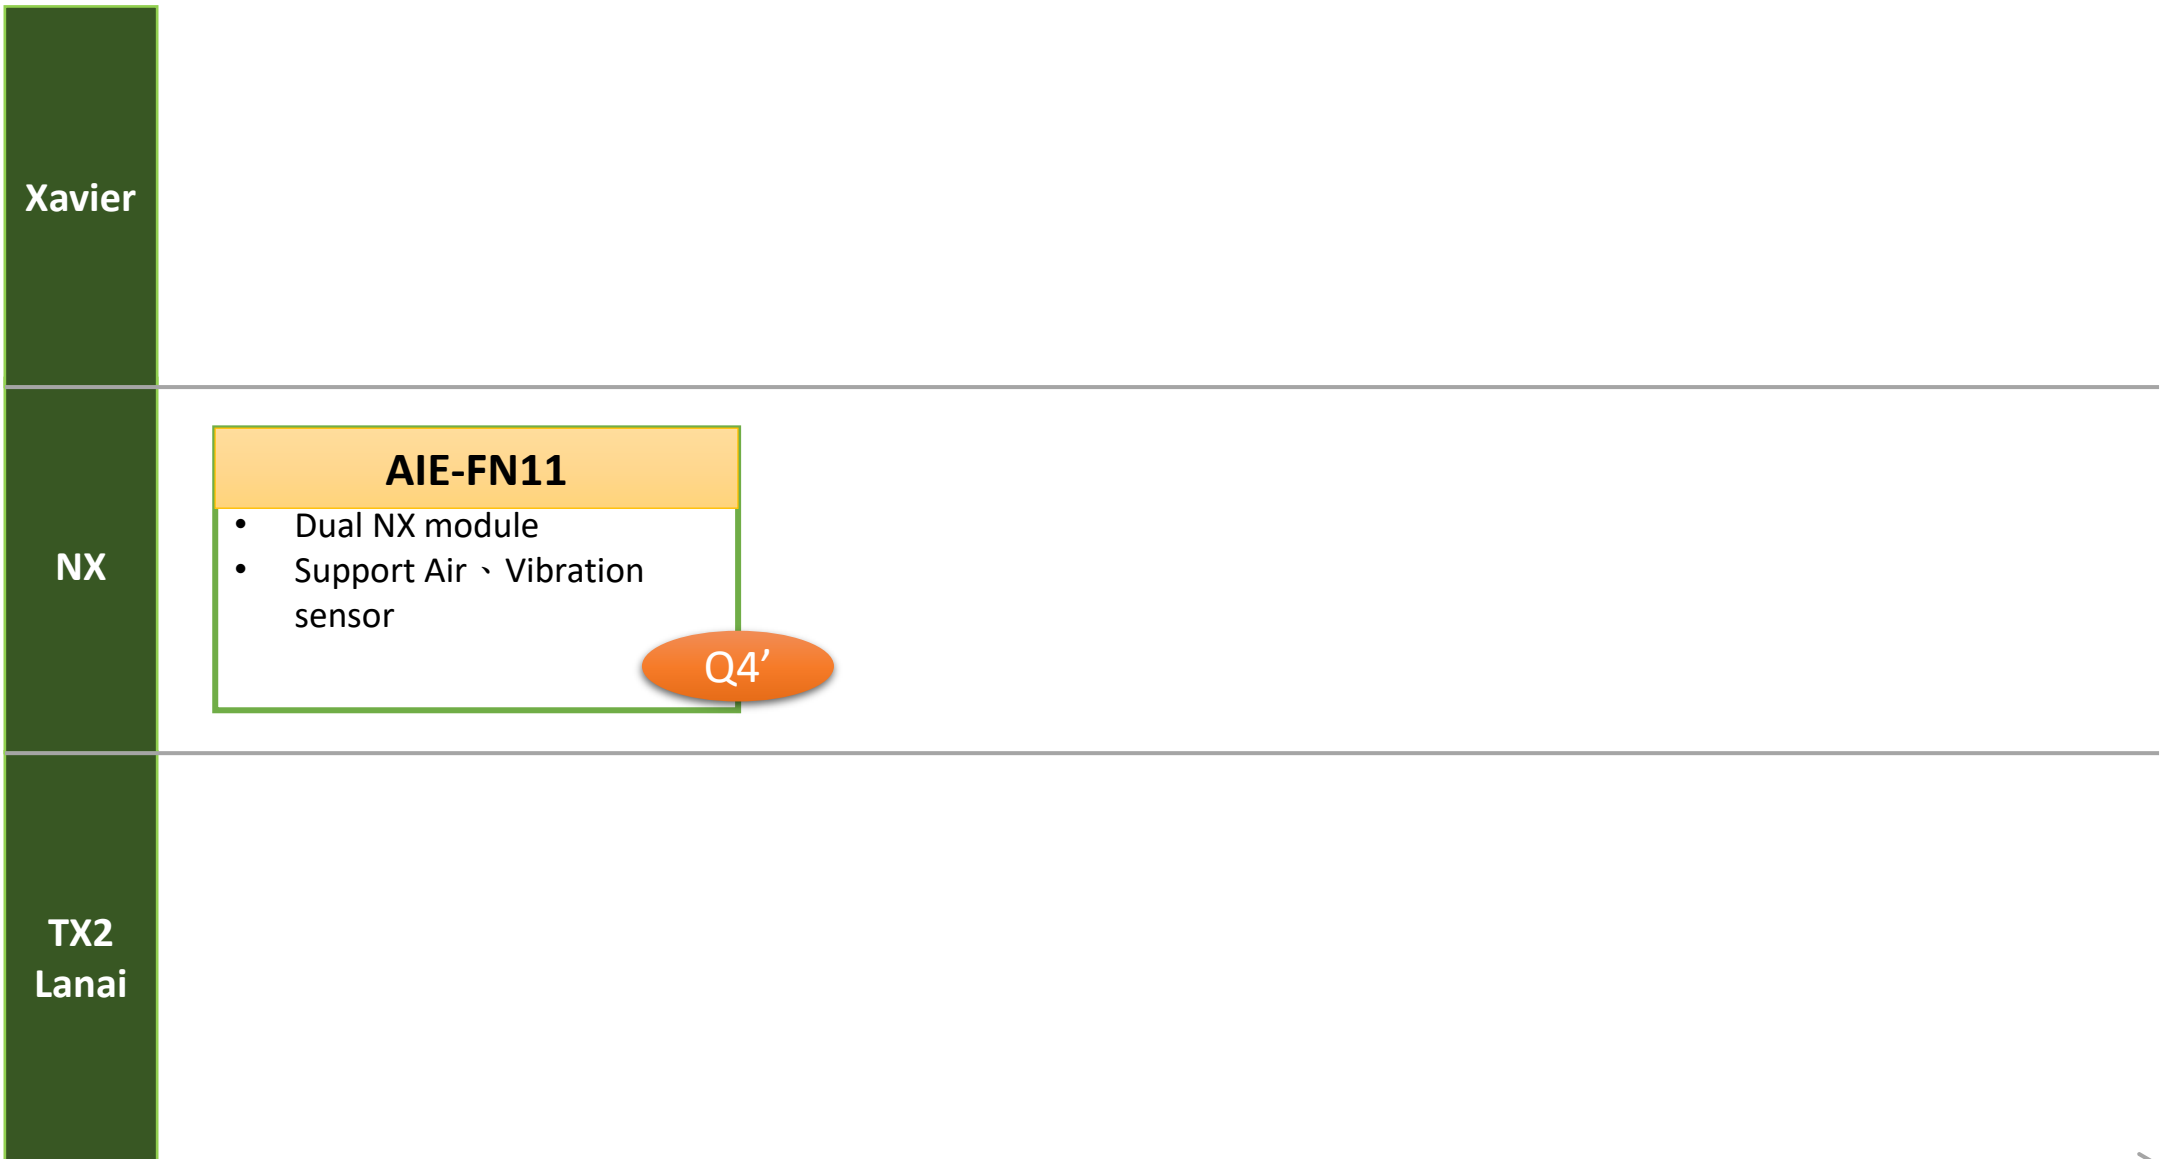 Xavier
NX
AIE-FN11
• Dual NX module
• Support Air、Vibration
sensor
Q4’
TX2
Lanai